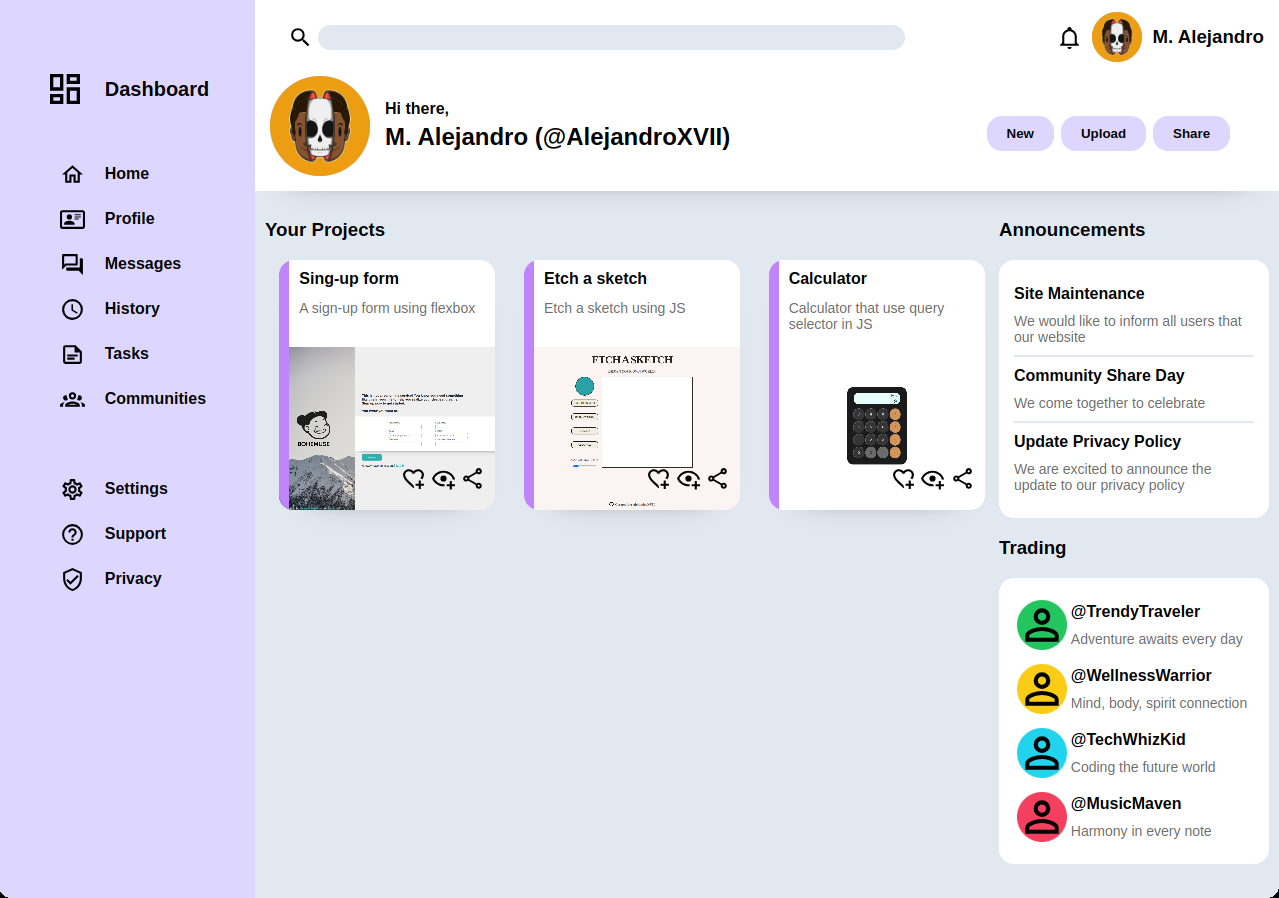 M. Alejandro
Dashboard
Hi there,
M. Alejandro (@AlejandroXVII)
New
Upload
Share
Home
Profile
Messages
History
Tasks
Communities
Settings
Support
Privacy
Your Projects
Sing-up form
A sign-up form using flexbox
BOHEMUSE
Etch a sketch
Etch a sketch using JS
ETCH A SKETCH
Calculator
Calculator that use query
selector in JS
Announcements
Site Maintenance
We would like to inform all users that
our website
Community Share Day
We come together to celebrate
Update Privacy Policy
We are excited to announce the
update to our privacy policy
Trading
@TrendyTraveler
Adventure awaits every day
@WellnessWarrior
Mind, body, spirit connection
@TechWhizKid
Coding the future world
@MusicMaven
Harmony in every note